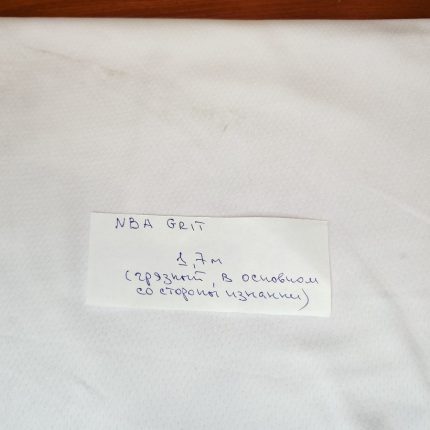 NBA GRIT
1,7м
(грязный, в основном
со стороны изнанки)